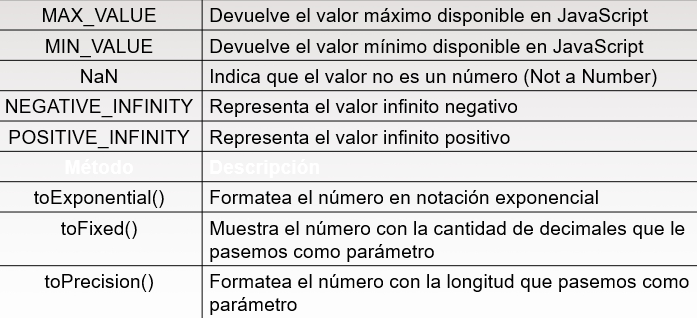 MAX_VALUE Devuelve el valor máximo disponible en JavaScript
MIN_VALUE Devuelve el valor mínimo disponible en JavaScript
NaN Indica que el valor no es un número (Not a Number)
NEGATIVE_INFINITY Representa el valor infinito negativo
POSITIVE_INFINITY Representa el valor infinito positivo
Método Descripción
toExponential() Formatea el número en notación exponencial
toFixed() Muestra el número con la cantidad de decimales que le
pasemos como parámetro
toPrecision() Formatea el número con la longitud que pasemos como
parámetro